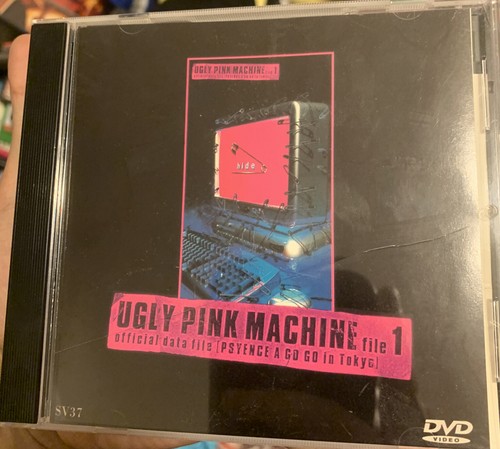 UGLY PINK MACHINE file 1
hide
UGLY PINK MACHINE file 1
official data file [PSYENCE A GO GO in Tokyo]
SV37
DVD
VIDEO